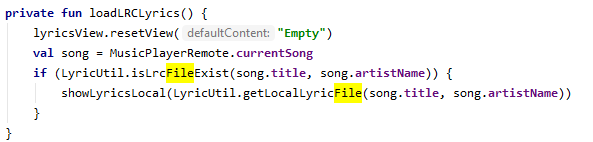 private fun loadLRCLyrics() {
lyricsView.resetView( defaultContent: "Empty")
val song = MusicPlayerRemote.currentSong
if (LyricUtil.isLrcFileExist(song.title, song.artistName)) {
showLyricsLocal(LyricUtil.getLocalLyricFile(song.title, song.artistName))
}
}